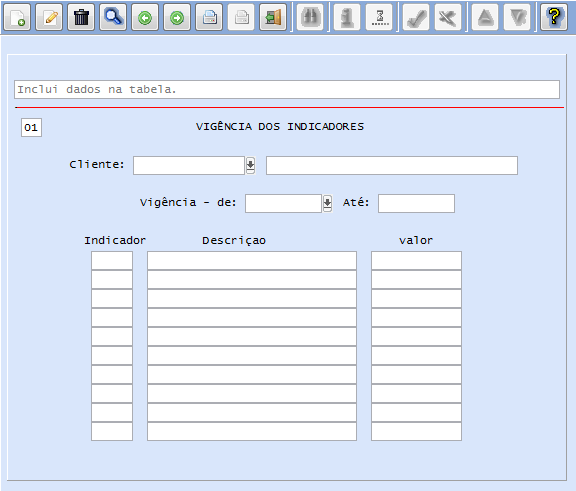 Inclui dados na tabela.
01 VIGÊNCIA DOS INDICADORES
Cliente:
Vigência - de: Até:
Indicador Descriçao valor